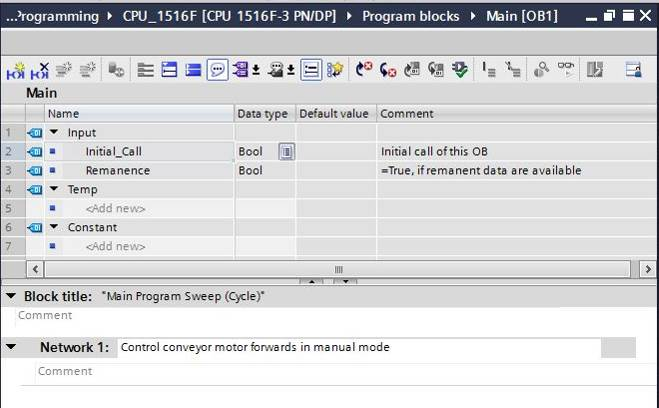 ...Programming ▸ CPU_1516F [CPU 1516F-3 PN/DP] ▸ Program blocks ▸ Main [OB1]
Main
Name Data type Default value Comment
1 Input
2 Initial_Call Bool Initial call of this OB
3 Remanence Bool =True, if remanent data are available
4 Temp
5 <Add new>
6 Constant
7 <Add new>
Block title: "Main Program Sweep (Cycle)"
Comment
Network 1: Control conveyor motor forwards in manual mode
Comment